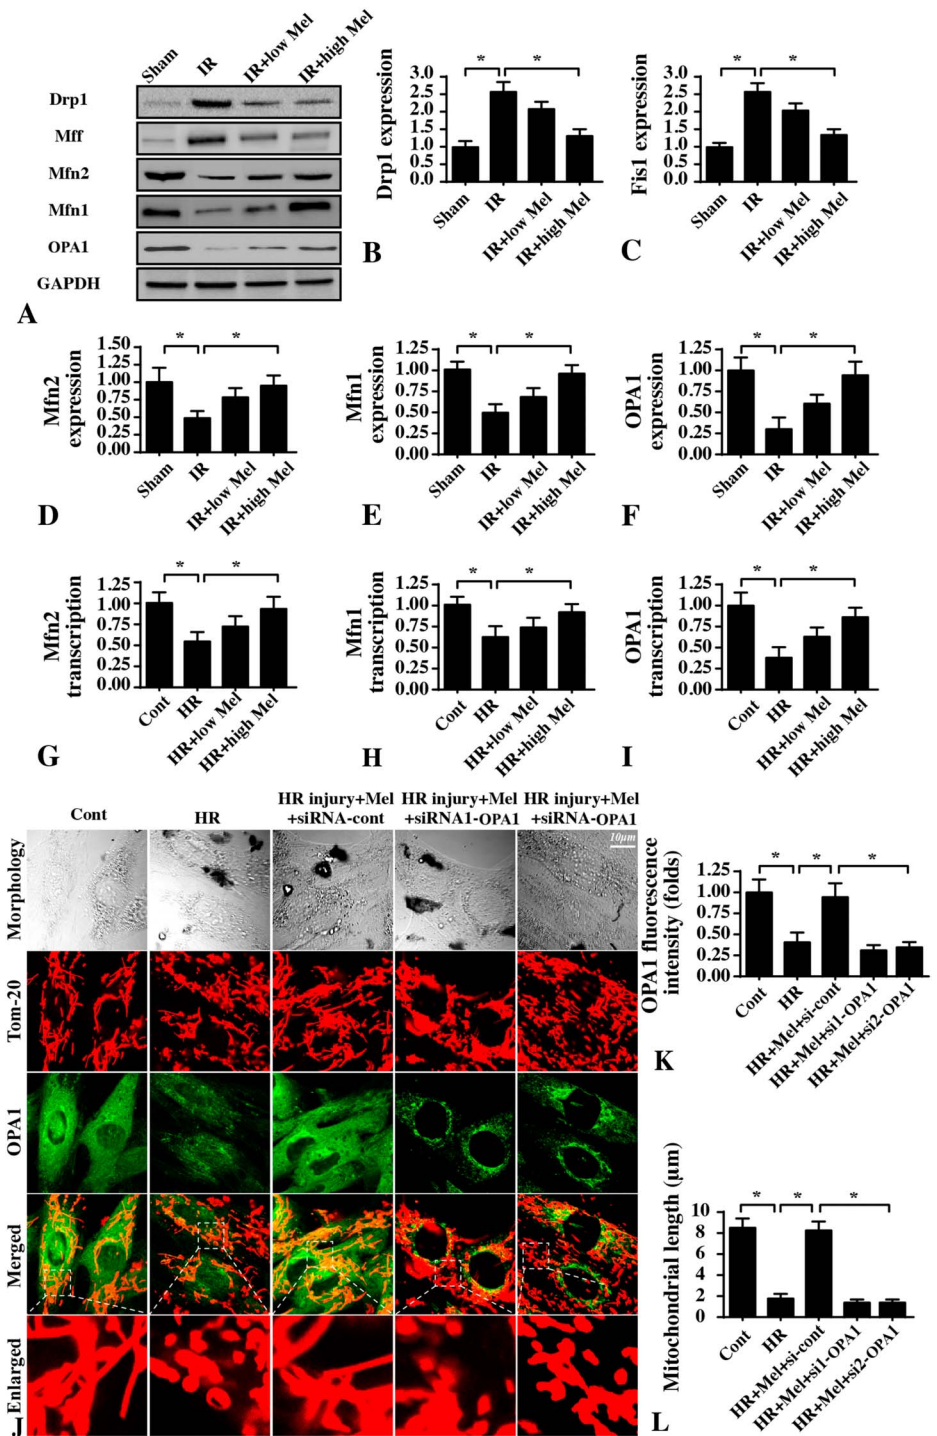 Sham
IR
IR+low Mel
IR+high Mel
Drp1
Mff
Mfn2
Mfn1
OPA1
GAPDH
A
Drp1 expression
3.0
2.5
2.0
1.5
1.0
0.5
0
*
*
Sham
IR
IR+low Mel
IR+high Mel
B
Fis1 expression
3.0
2.5
2.0
1.5
1.0
0.5
0
*
*
Sham
IR
IR+low Mel
IR+high Mel
C
Mfn2
expression
1.50
1.25
1.00
0.75
0.50
0.25
0.00
*
*
Sham
IR
IR+low Mel
IR+high Mel
D
Mfn1
expression
1.25
1.00
0.75
0.50
0.25
0.00
*
*
Sham
IR
IR+low Mel
IR+high Mel
E
OPA1
expression
1.25
1.00
0.75
0.50
0.25
0.00
*
*
Sham
IR
IR+low Mel
IR+high Mel
F
Mfn2
transcription
1.25
1.00
0.75
0.50
0.25
0.00
*
*
Cont
HR
HR+low Mel
HR+high Mel
G
Mfn1
transcription
1.25
1.00
0.75
0.50
0.25
0.00
*
*
Cont
HR
HR+low Mel
HR+high Mel
H
OPA1
transcription
1.25
1.00
0.75
0.50
0.25
0.00
*
*
Cont
HR
HR+low Mel
HR+high Mel
I
Cont
HR
HR injury+Mel
+siRNA-cont
HR injury+Mel
+siRNA1-OPA1
HR injury+Mel
+siRNA-OPA1
10μm
Morphology
Tom-20
OPA1
Merged
Enlarged
J
OPA1 fluorescence
intensity (folds)
1.25
1.00
0.75
0.50
0.25
0.00
*
*
*
Cont
HR
HR+Mel+si-cont
HR+Mel+si1-OPA1
HR+Mel+si2-OPA1
K
Mitochondrial length (μm)
10
8
6
4
2
0
*
*
*
Cont
HR
HR+Mel+si-cont
HR+Mel+si1-OPA1
HR+Mel+si2-OPA1
L